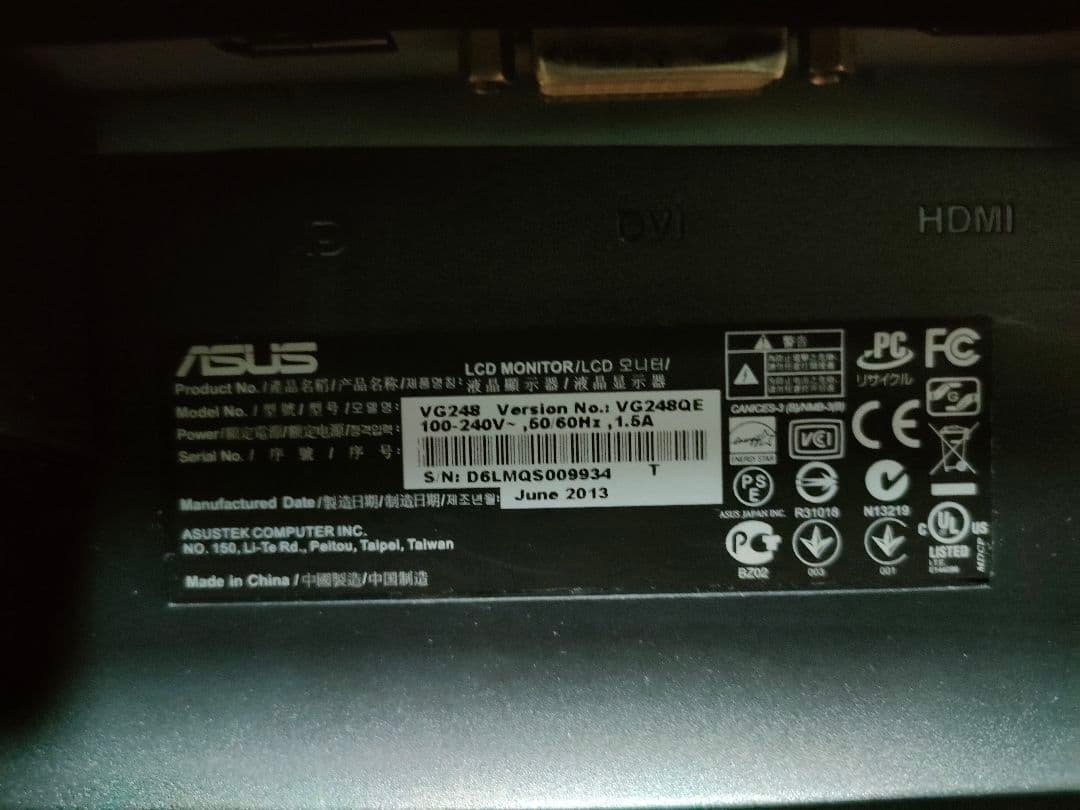 DVI
HDMI
ASUS
LCD MONITOR/LCD 모니터/
Product No./產品名稱/产品名称/제품명칭: 液晶顯示器/液晶显示器
Model No./型號/型号/모델명: VG248 Version No.: VG248QE
Power/額定電源/额定电源/정격입력: 100-240V~ ,50/60Hz ,1.5A
Serial No. / 序 號 / 序 号:
S/N: D6LMQS009934 T
Manufactured Date/製造日期/制造日期/제조년월: June 2013
ASUSTEK COMPUTER INC.
NO. 150, Li-Te Rd., Peitou, Taipei, Taiwan
Made in China/中國製造/中国制造
警告
PC
リサイクル
FC
CAN/CES-3 (B)/NMB-3(B)
ENERGY STAR
VCI
CE
G
PSE
ASUS JAPAN INC.
R31018
N13219
PCT
BZ02
003
001
c UL US
LISTED